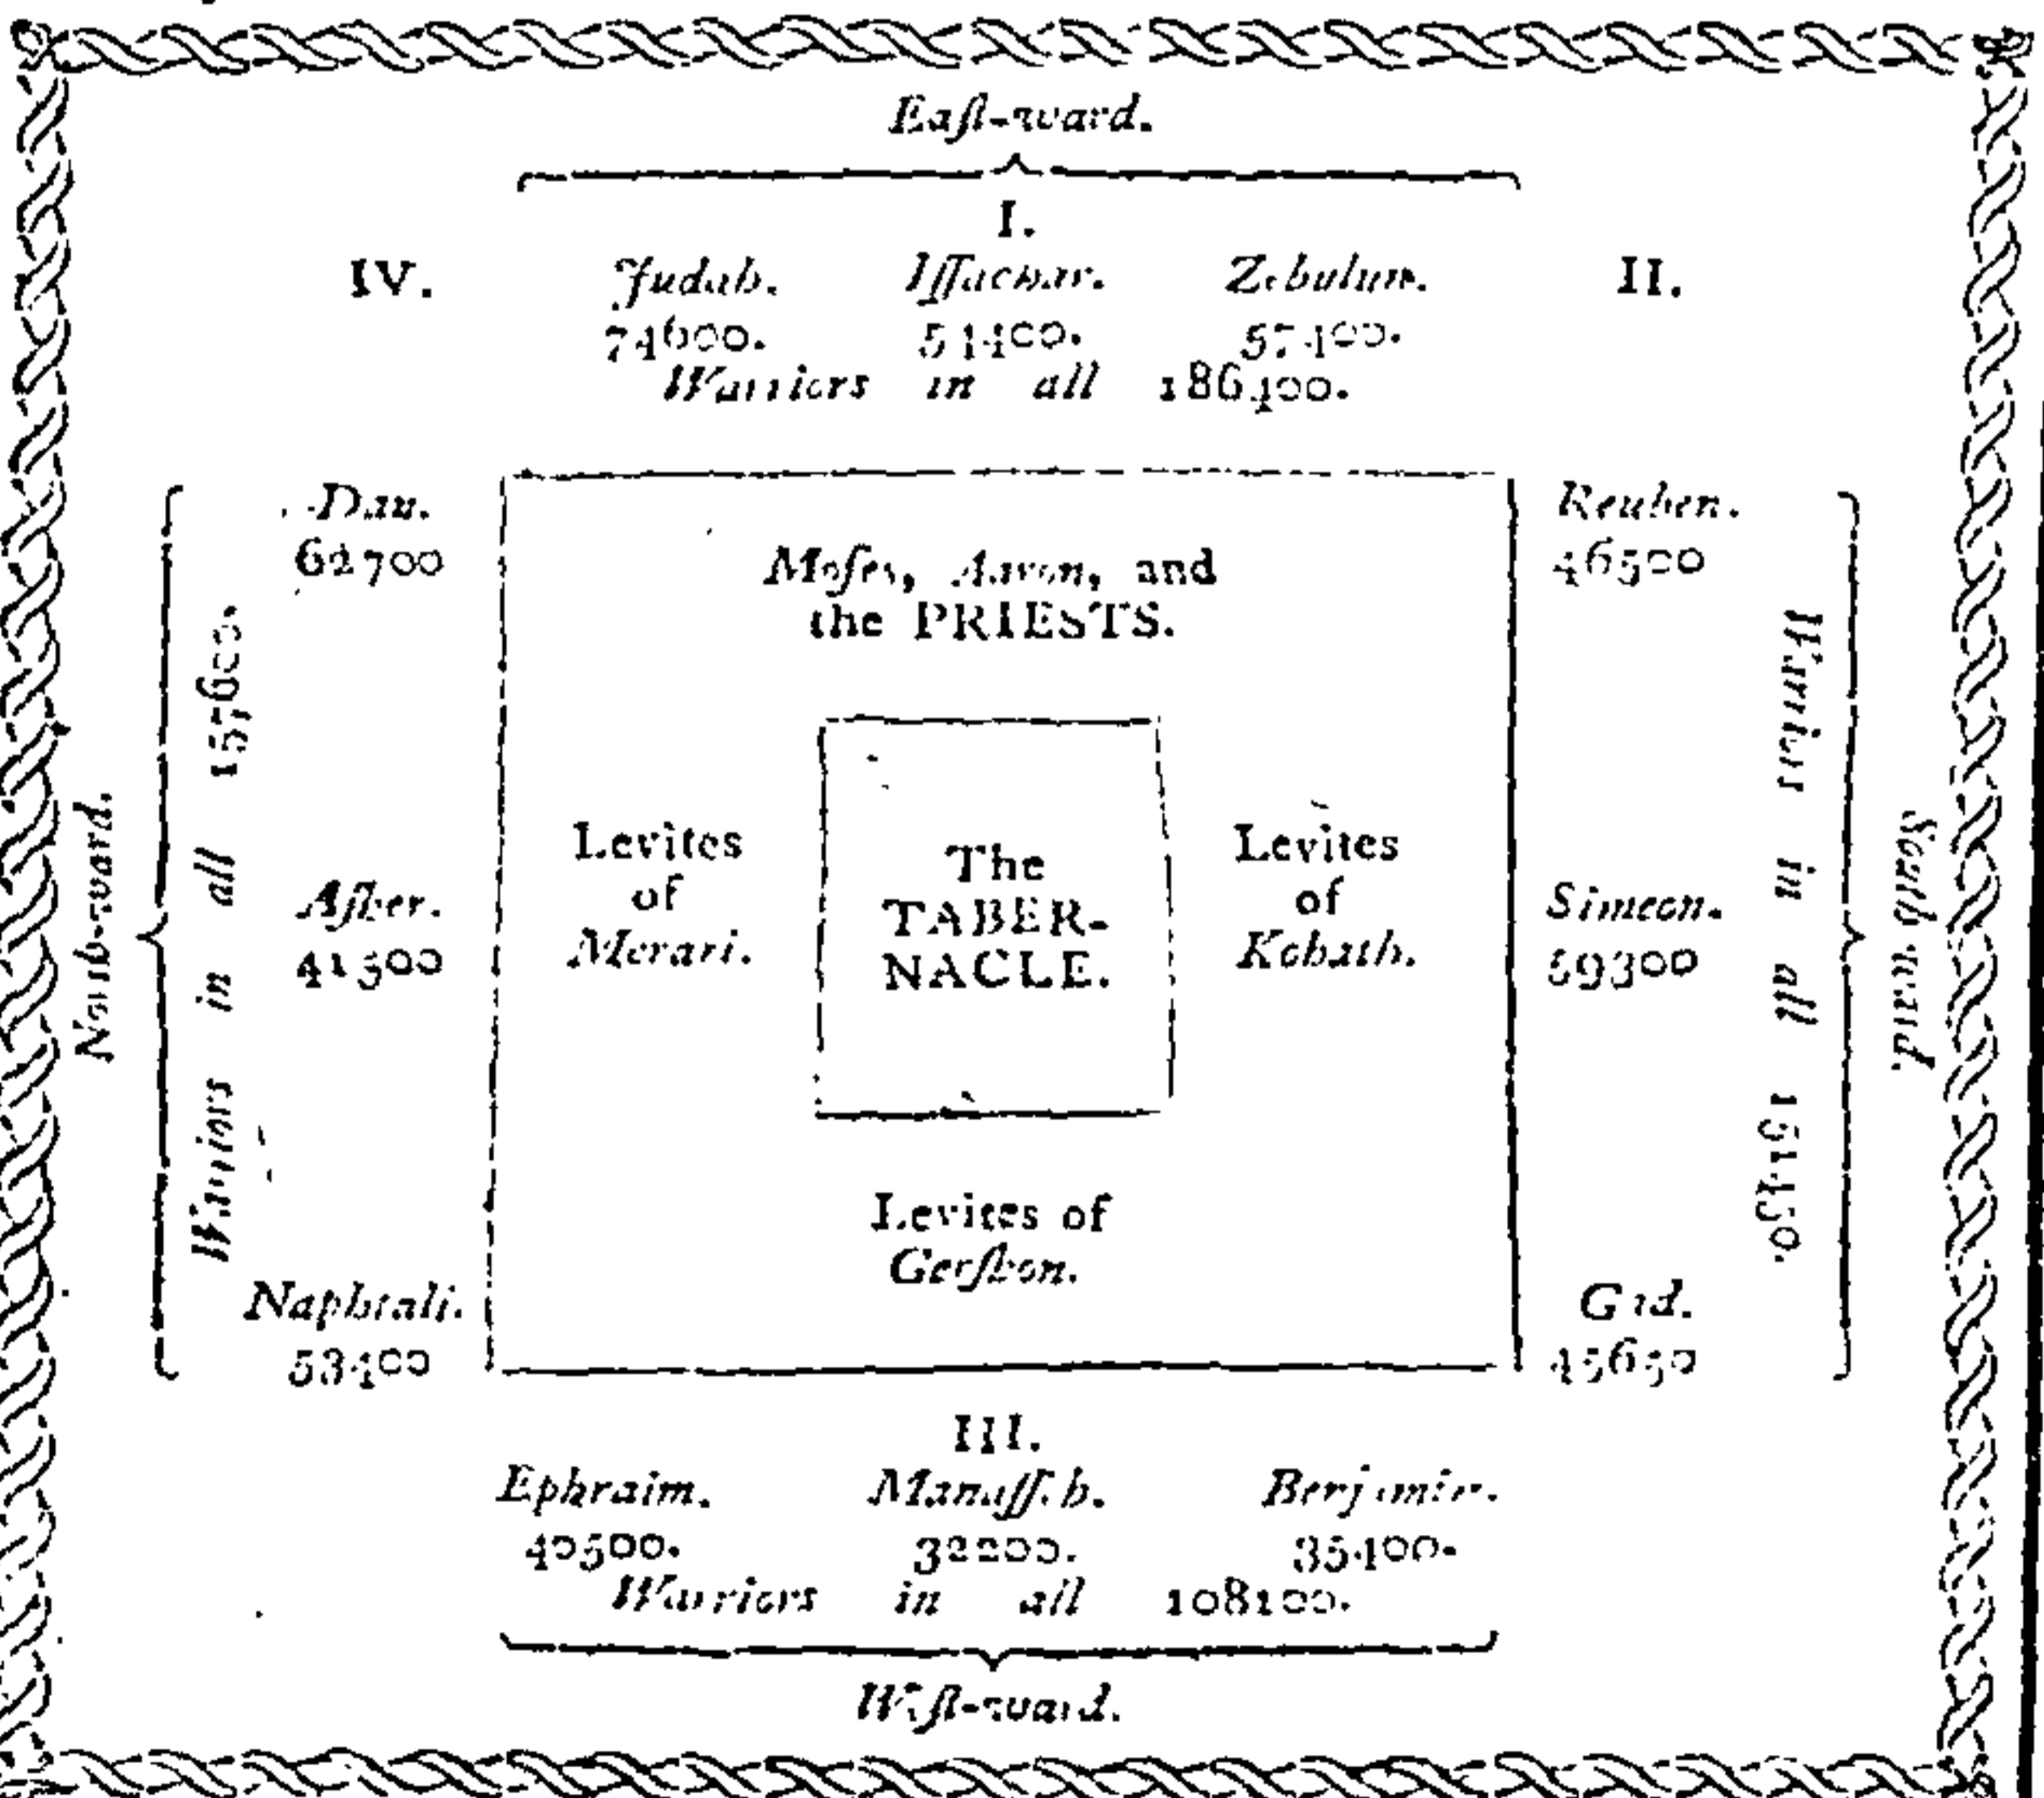 Eaſt-ward.
I.
IV. Judah. Iſſachar. Zebulun. II.
74600. 54400. 57400.
Warriors in all 186400.
Dan.
62700
Aſher.
41500
Naphtali.
53400
Warriors in all 157600.
North-ward.
Moſes, Aaron, and
the PRIESTS.
Levites
of
Merari.
The
TABER-
NACLE.
Levites
of
Kohath.
Levites of
Gerſhon.
Reuben.
46500
Simeon.
59300
Gad.
45650
Warriors in all 151450.
South-ward.
III.
Ephraim. Manaſſeh. Benjamin.
40500. 32200. 35400.
Warriors in all 108100.
Weſt-ward.